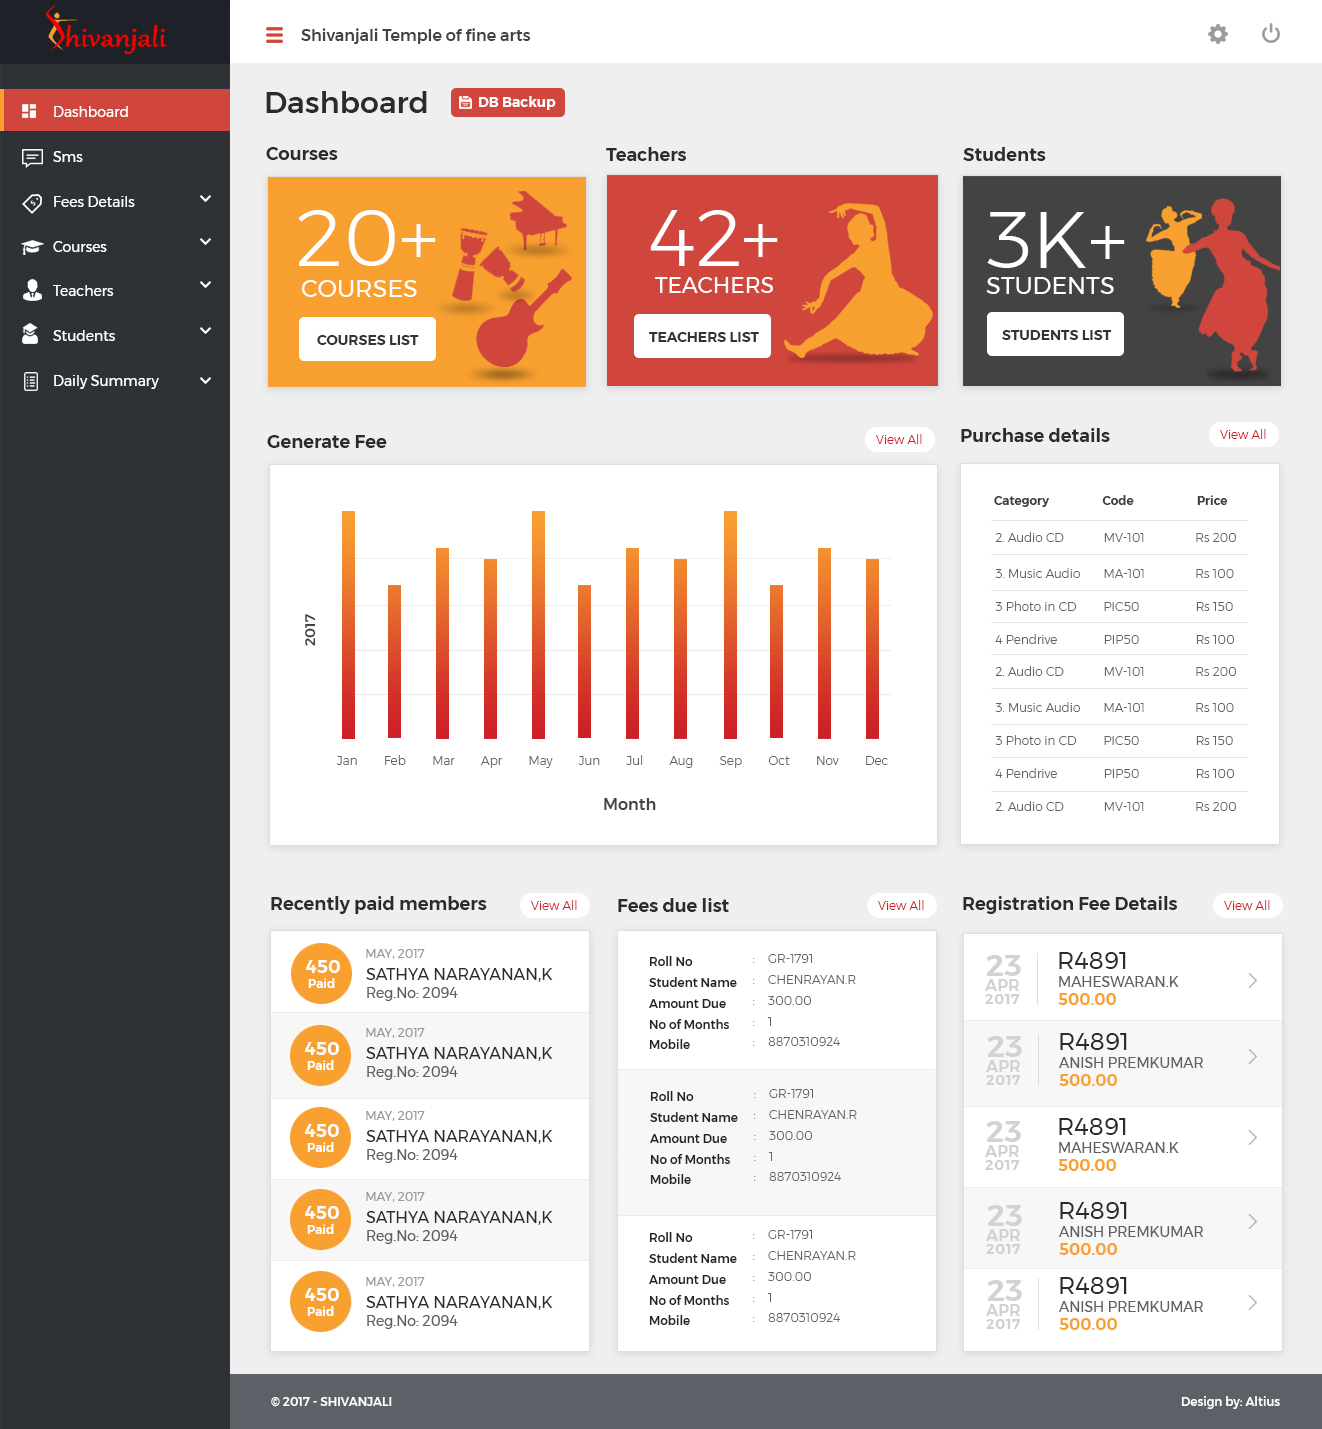 Shivanjali
Shivanjali Temple of fine arts
Dashboard
Sms
Fees Details
Courses
Teachers
Students
Daily Summary
Dashboard
DB Backup
Courses
20+
COURSES
COURSES LIST
Teachers
42+
TEACHERS
TEACHERS LIST
Students
3K+
STUDENTS
STUDENTS LIST
Generate Fee
View All
2017
Jan Feb Mar Apr May Jun Jul Aug Sep Oct Nov Dec
Month
Purchase details
View All
Category Code Price
2. Audio CD MV-101 Rs 200
3. Music Audio MA-101 Rs 100
3 Photo in CD PIC50 Rs 150
4 Pendrive PIP50 Rs 100
2. Audio CD MV-101 Rs 200
3. Music Audio MA-101 Rs 100
3 Photo in CD PIC50 Rs 150
4 Pendrive PIP50 Rs 100
2. Audio CD MV-101 Rs 200
Recently paid members
View All
450
Paid
MAY, 2017
SATHYA NARAYANAN,K
Reg.No: 2094
450
Paid
MAY, 2017
SATHYA NARAYANAN,K
Reg.No: 2094
450
Paid
MAY, 2017
SATHYA NARAYANAN,K
Reg.No: 2094
450
Paid
MAY, 2017
SATHYA NARAYANAN,K
Reg.No: 2094
450
Paid
MAY, 2017
SATHYA NARAYANAN,K
Reg.No: 2094
Fees due list
View All
Roll No : GR-1791
Student Name : CHENRAYAN.R
Amount Due : 300.00
No of Months : 1
Mobile : 8870310924
Roll No : GR-1791
Student Name : CHENRAYAN.R
Amount Due : 300.00
No of Months : 1
Mobile : 8870310924
Roll No : GR-1791
Student Name : CHENRAYAN.R
Amount Due : 300.00
No of Months : 1
Mobile : 8870310924
Registration Fee Details
View All
23
APR
2017
R4891
MAHESWARAN.K
500.00
23
APR
2017
R4891
ANISH PREMKUMAR
500.00
23
APR
2017
R4891
MAHESWARAN.K
500.00
23
APR
2017
R4891
ANISH PREMKUMAR
500.00
23
APR
2017
R4891
ANISH PREMKUMAR
500.00
© 2017 - SHIVANJALI
Design by: Altius